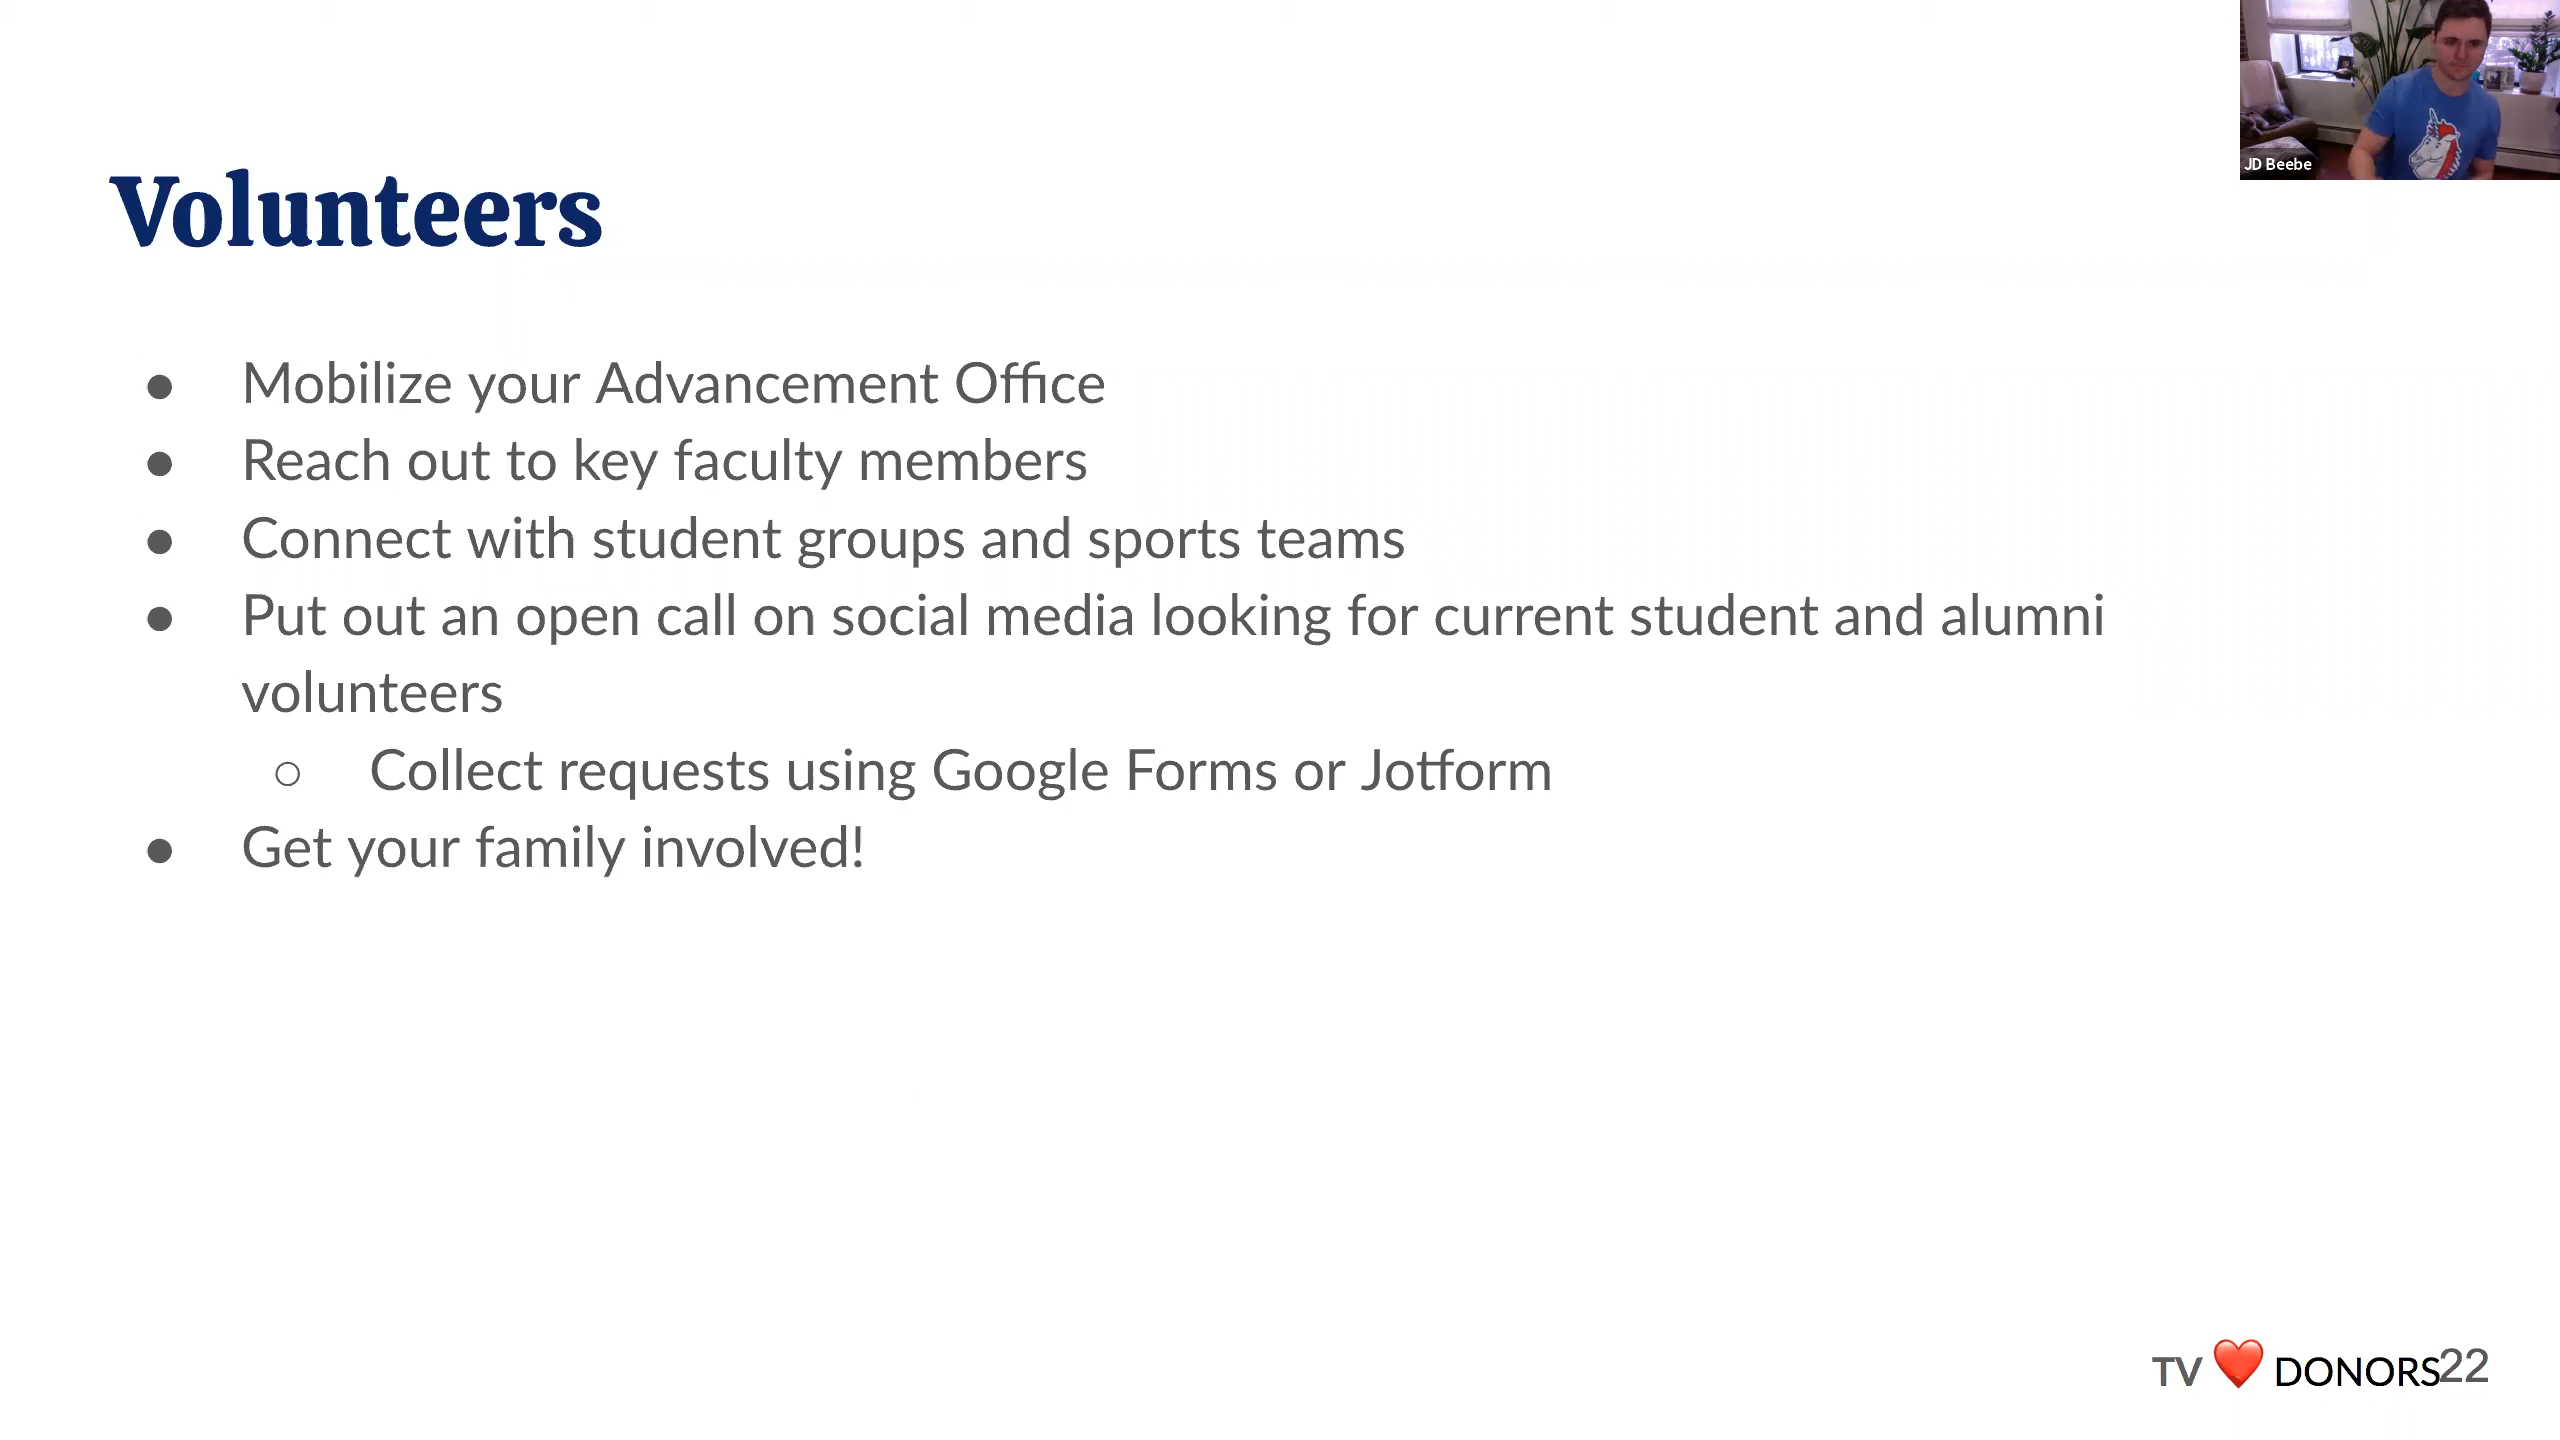 JD Beebe
Volunteers
● Mobilize your Advancement Office
● Reach out to key faculty members
● Connect with student groups and sports teams
● Put out an open call on social media looking for current student and alumni
volunteers
○ Collect requests using Google Forms or Jotform
● Get your family involved!
TV ❤️ DONORS22